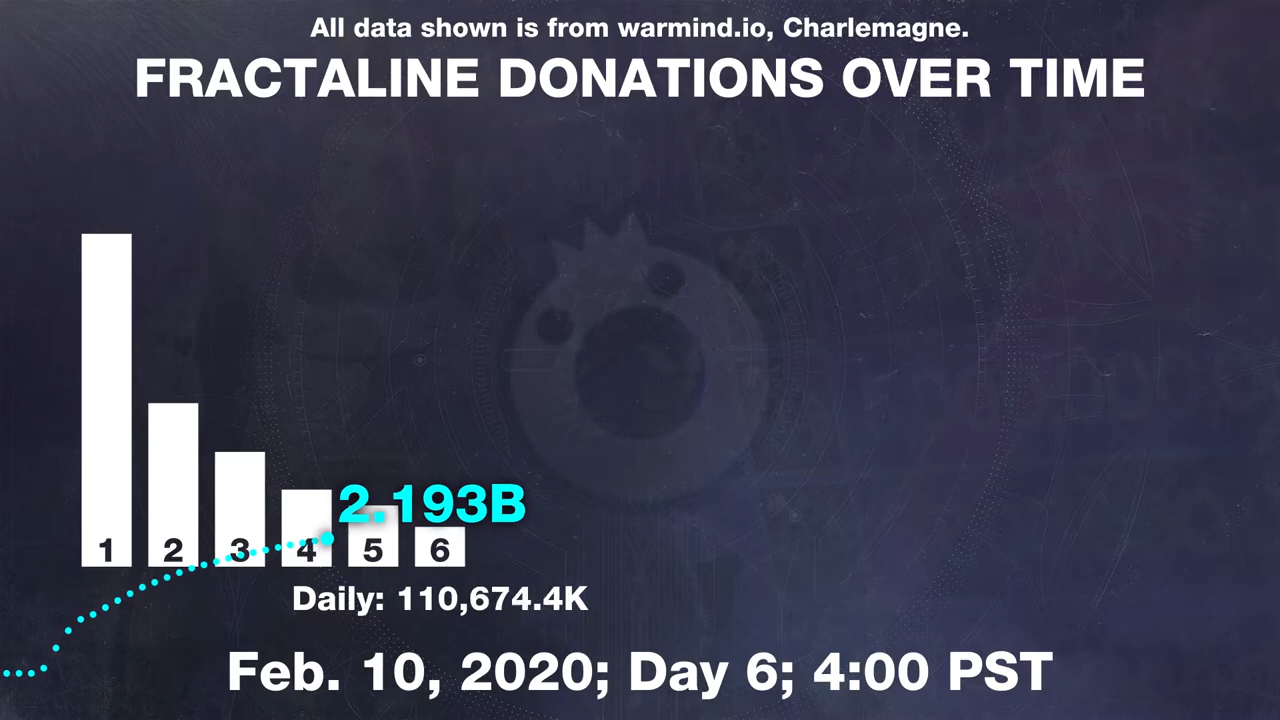 All data shown is from warmind.io, Charlemagne.
FRACTALINE DONATIONS OVER TIME
2.193B
1 2 3 4 5 6
Daily: 110,674.4K
Feb. 10, 2020; Day 6; 4:00 PST